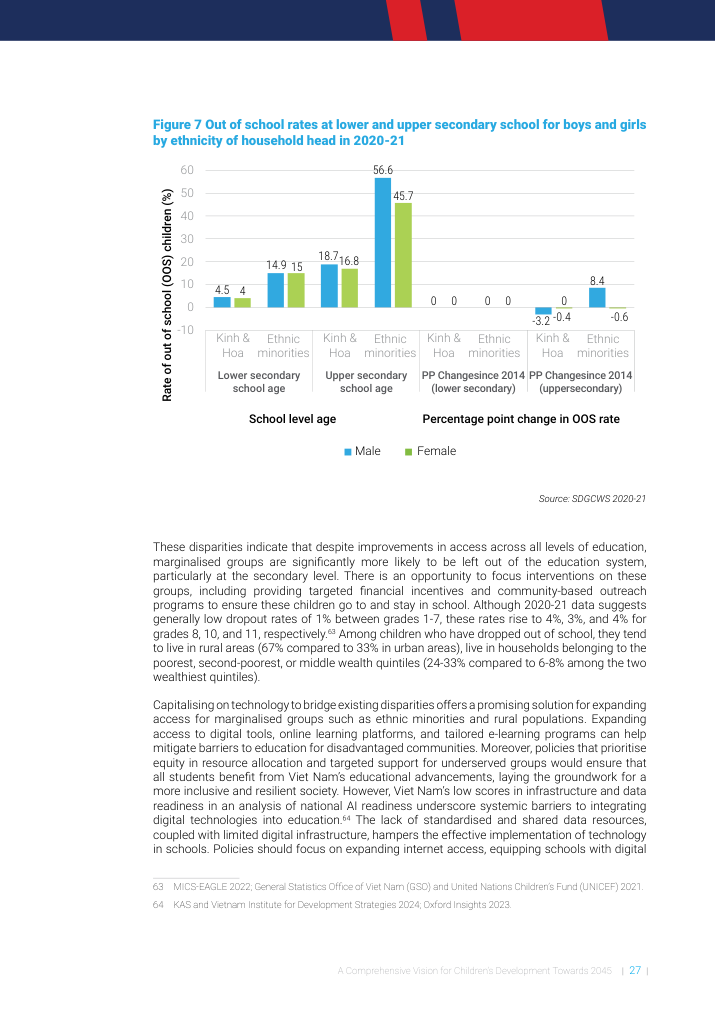 Figure 7 Out of school rates at lower and upper secondary school for boys and girls
by ethnicity of household head in 2020-21
Rate of out of school (OOS) children (%)
60
50
40
30
20
10
0
-10
4.5 4
14.9 15
18.7 16.8
56.6
45.7
0 0
0 0
-3.2
0
-0.4
8.4
-0.6
Kinh & Hoa
Ethnic minorities
Kinh & Hoa
Ethnic minorities
Kinh & Hoa
Ethnic minorities
Kinh & Hoa
Ethnic minorities
Lower secondary school age
Upper secondary school age
PP Changesince 2014 (lower secondary)
PP Changesince 2014 (uppersecondary)
School level age
Percentage point change in OOS rate
Male Female
Source: SDGCWS 2020-21
These disparities indicate that despite improvements in access across all levels of education,
marginalised groups are significantly more likely to be left out of the education system,
particularly at the secondary level. There is an opportunity to focus interventions on these
groups, including providing targeted financial incentives and community-based outreach
programs to ensure these children go to and stay in school. Although 2020-21 data suggests
generally low dropout rates of 1% between grades 1-7, these rates rise to 4%, 3%, and 4% for
grades 8, 10, and 11, respectively.63 Among children who have dropped out of school, they tend
to live in rural areas (67% compared to 33% in urban areas), live in households belonging to the
poorest, second-poorest, or middle wealth quintiles (24-33% compared to 6-8% among the two
wealthiest quintiles).
Capitalising on technology to bridge existing disparities offers a promising solution for expanding
access for marginalised groups such as ethnic minorities and rural populations. Expanding
access to digital tools, online learning platforms, and tailored e-learning programs can help
mitigate barriers to education for disadvantaged communities. Moreover, policies that prioritise
equity in resource allocation and targeted support for underserved groups would ensure that
all students benefit from Viet Nam's educational advancements, laying the groundwork for a
more inclusive and resilient society. However, Viet Nam's low scores in infrastructure and data
readiness in an analysis of national AI readiness underscore systemic barriers to integrating
digital technologies into education.64 The lack of standardised and shared data resources,
coupled with limited digital infrastructure, hampers the effective implementation of technology
in schools. Policies should focus on expanding internet access, equipping schools with digital
63 MICS-EAGLE 2022; General Statistics Office of Viet Nam (GSO) and United Nations Children's Fund (UNICEF) 2021.
64 KAS and Vietnam Institute for Development Strategies 2024; Oxford Insights 2023.
A Comprehensive Vision for Children's Development Towards 2045 | 27 |